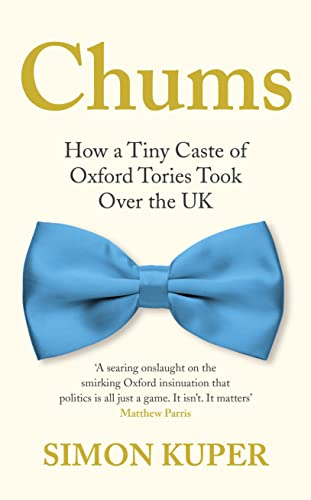 Chums
How a Tiny Caste of
Oxford Tories Took
Over the UK
‘A searing onslaught on the
smirking Oxford insinuation that
politics is all just a game. It isn’t. It matters’
Matthew Parris
SIMON KUPER